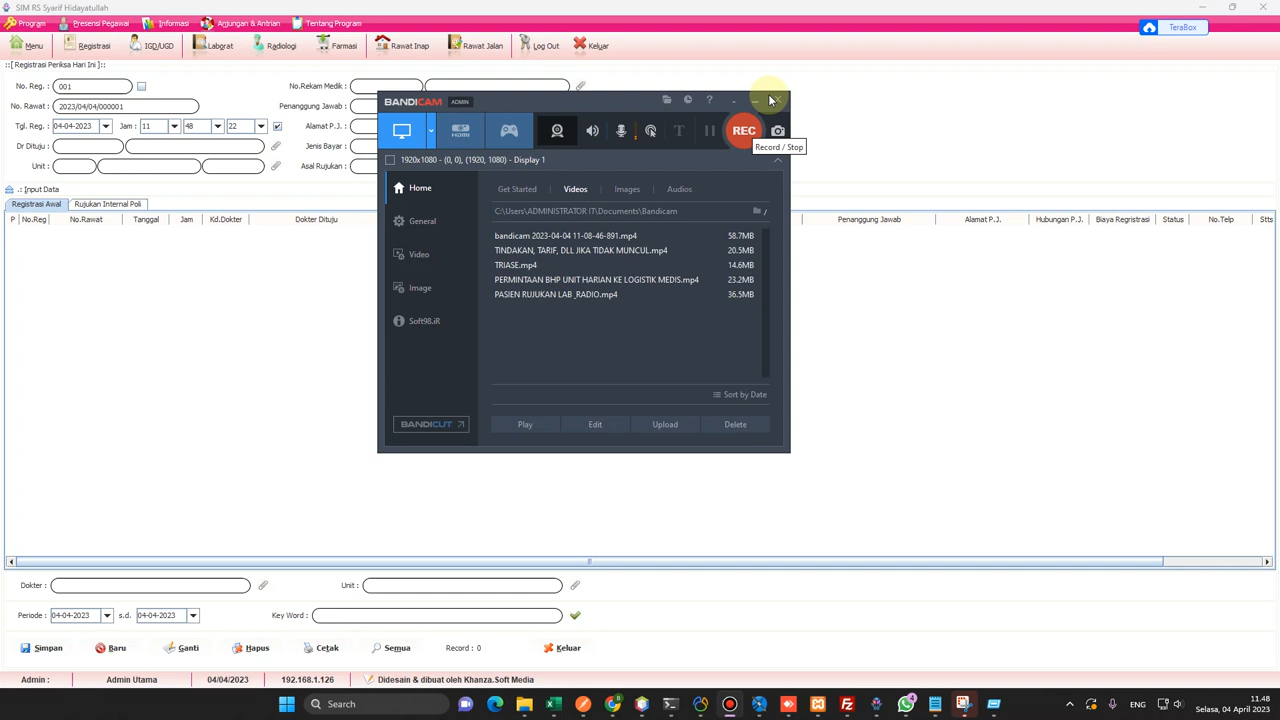 SIM RS Syarif Hidayatullah
Program Presensi Pegawai Informasi Anjungan & Antrian Tentang Program
TeraBox
Menu Registrasi IGD/UGD Laborat Radiologi Farmasi Rawat Inap Rawat Jalan Log Out Keluar
::[ Registrasi Periksa Hari Ini ]::
No. Reg. : 001 No.Rekam Medik :
No. Rawat : 2023/04/04/000001 Penanggung Jawab :
Tgl. Reg. : 04-04-2023 Jam : 11 48 22 Alamat P.J. :
Dr Dituju : Jenis Bayar :
Unit : Asal Rujukan :
.: Input Data
Registrasi Awal Rujukan Internal Poli
P No.Reg No.Rawat Tanggal Jam Kd.Dokter Dokter Dituju Penanggung Jawab Alamat P.J. Hubungan P.J. Biaya Regristrasi Status No.Telp Stts
BANDICAM ADMIN
HDMI REC
Record / Stop
1920x1080 - (0, 0), (1920, 1080) - Display 1
Home
General
Video
Image
Soft98.iR
BANDICUT
Get Started Videos Images Audios
C:\Users\ADMINISTRATOR IT\Documents\Bandicam
bandicam 2023-04-04 11-08-46-891.mp4 58.7MB
TINDAKAN, TARIF, DLL JIKA TIDAK MUNCUL.mp4 20.5MB
TRIASE.mp4 14.6MB
PERMINTAAN BHP UNIT HARIAN KE LOGISTIK MEDIS.mp4 23.2MB
PASIEN RUJUKAN LAB ,RADIO.mp4 36.5MB
Sort by Date
Play Edit Upload Delete
Dokter : Unit :
Periode : 04-04-2023 s.d. 04-04-2023 Key Word :
Simpan Baru Ganti Hapus Cetak Semua Record : 0 Keluar
Admin : Admin Utama 04/04/2023 192.168.1.126 Didesain & dibuat oleh Khanza.Soft Media
Search
4
ENG
11.48
Selasa, 04 April 2023